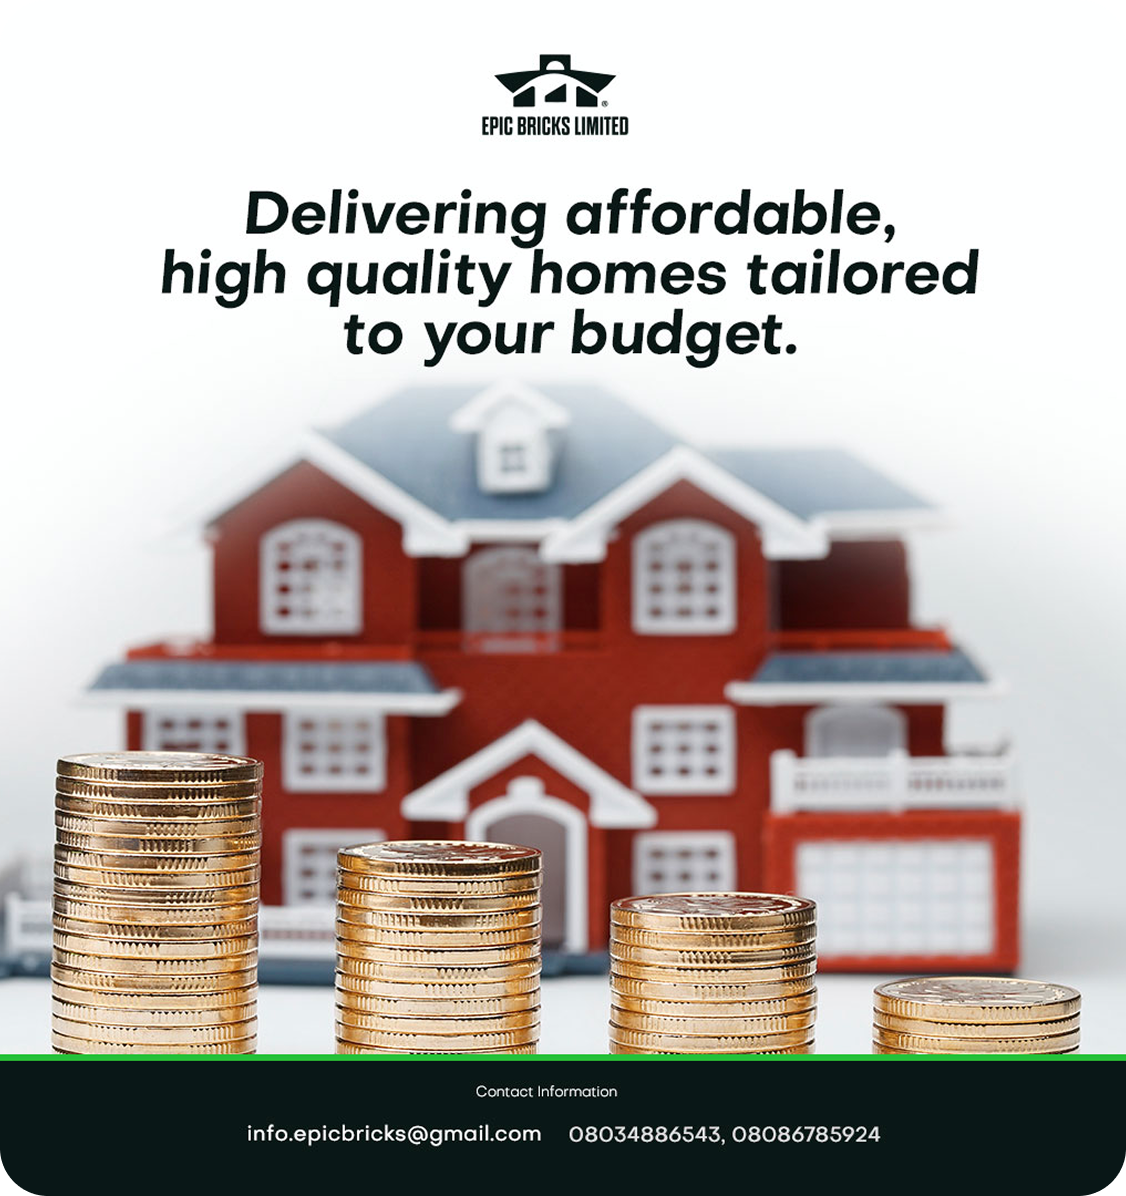 EPIC BRICKS LIMITED
Delivering affordable,
high quality homes tailored
to your budget.
Contact Information
info.epicbricks@gmail.com 08034886543, 08086785924